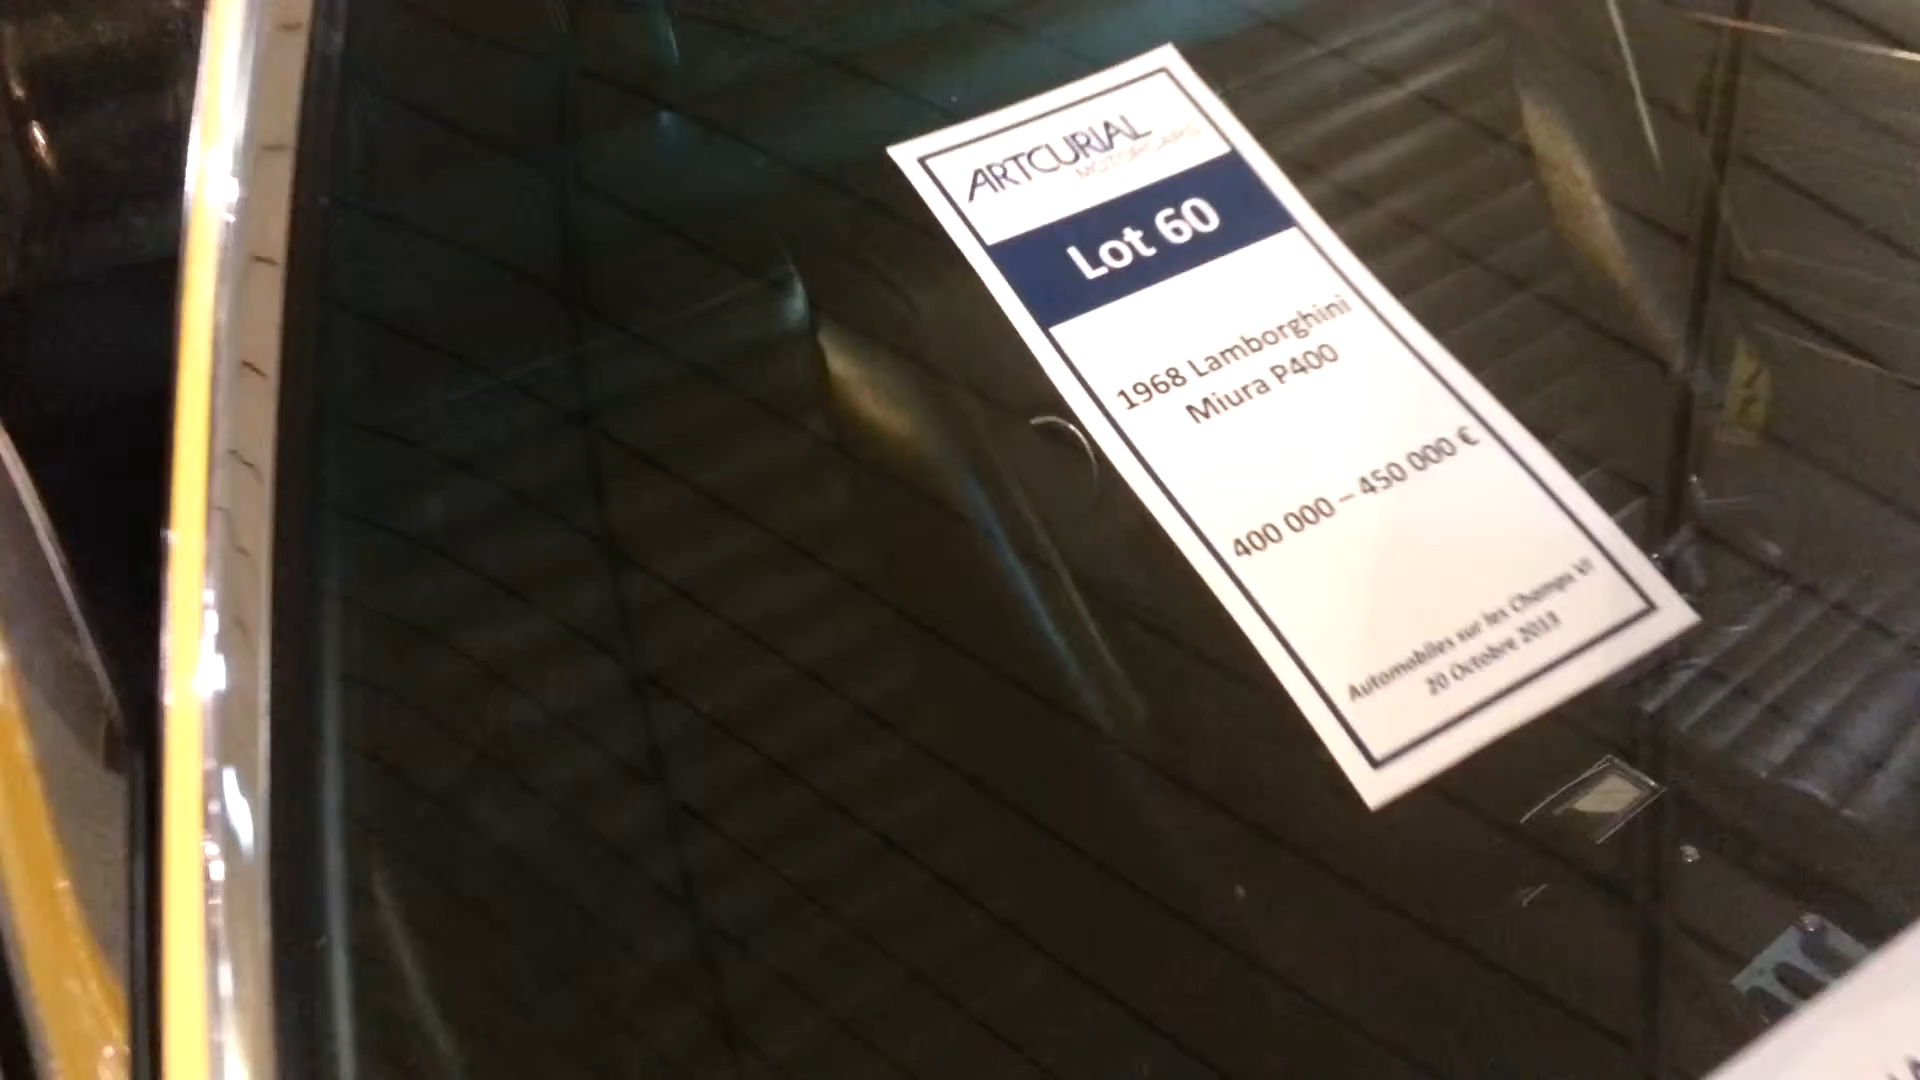 ARTCURIAL
MOTORCARS
Lot 60
1968 Lamborghini
Miura P400
400 000 – 450 000 €
Automobiles sur les Champs VI
20 Octobre 2013